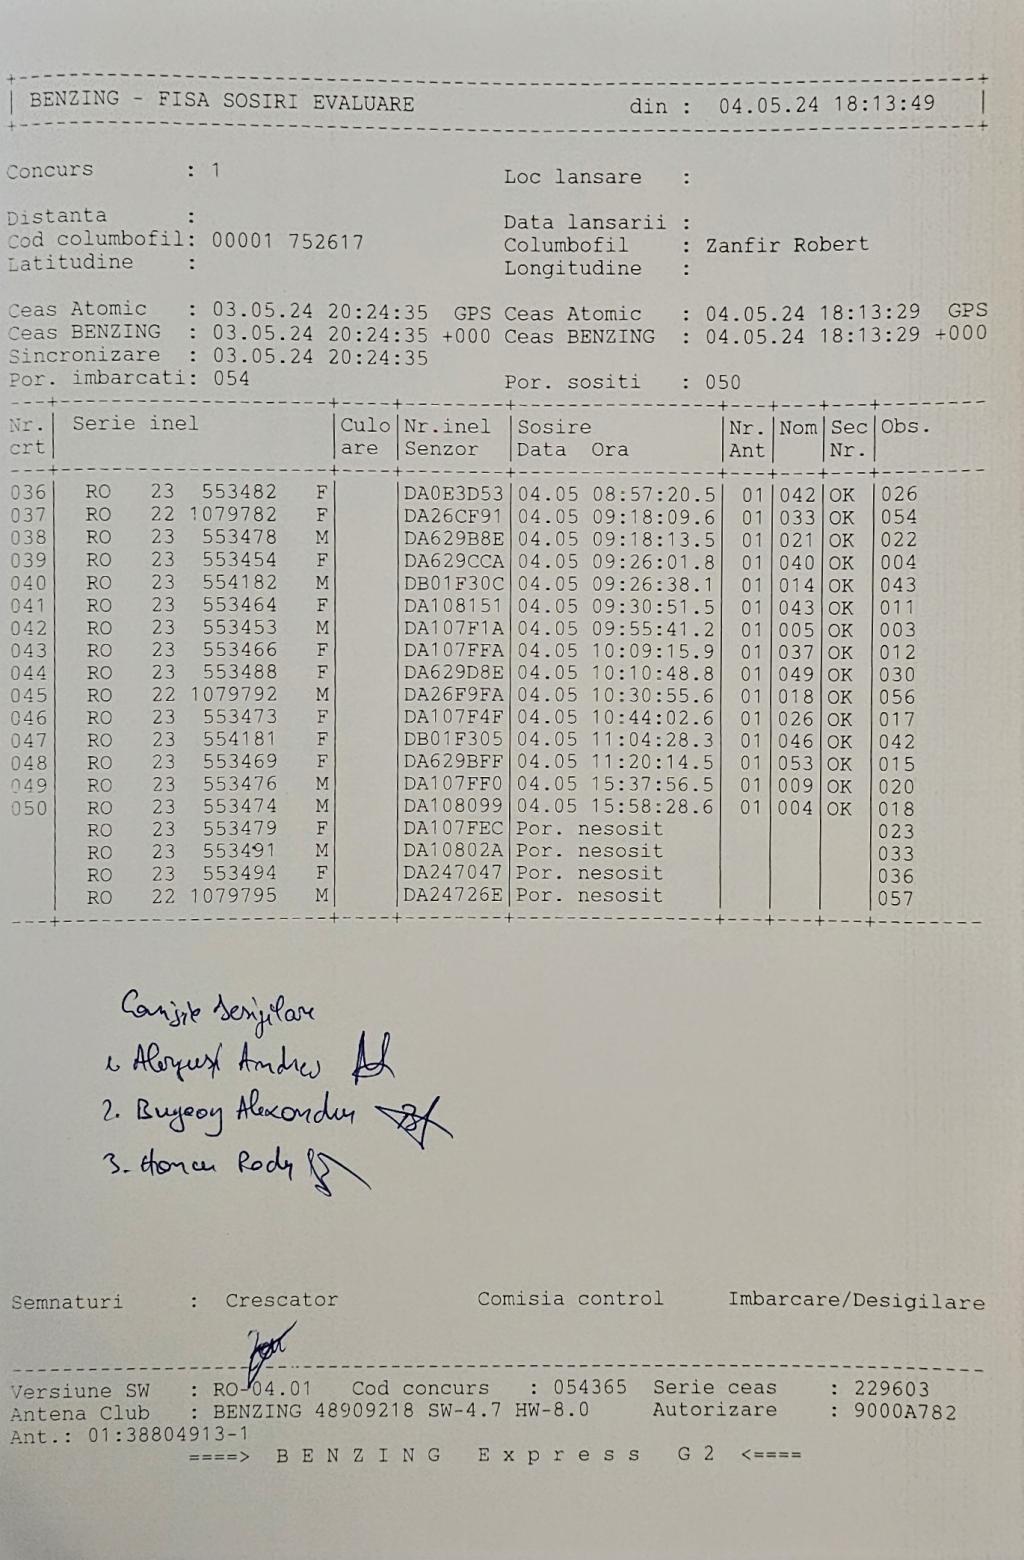 BENZING - FISA SOSIRI EVALUARE din : 04.05.24 18:13:49
Concurs : 1 Loc lansare :
Distanta : Data lansarii :
Cod columbofil: 00001 752617 Columbofil : Zanfir Robert
Latitudine : Longitudine :
Ceas Atomic : 03.05.24 20:24:35 GPS Ceas Atomic : 04.05.24 18:13:29 GPS
Ceas BENZING : 03.05.24 20:24:35 +000 Ceas BENZING : 04.05.24 18:13:29 +000
Sincronizare : 03.05.24 20:24:35
Por. imbarcati: 054 Por. sositi : 050
Nr. Serie inel Culo Nr.inel Sosire Nr. Nom Sec Obs.
crt are Senzor Data Ora Ant Nr.
036 RO 23 553482 F DA0E3D53 04.05 08:57:20.5 01 042 OK 026
037 RO 22 1079782 F DA26CF91 04.05 09:18:09.6 01 033 OK 054
038 RO 23 553478 M DA629B8E 04.05 09:18:13.5 01 021 OK 022
039 RO 23 553454 F DA629CCA 04.05 09:26:01.8 01 040 OK 004
040 RO 23 554182 M DB01F30C 04.05 09:26:38.1 01 014 OK 043
041 RO 23 553464 F DA108151 04.05 09:30:51.5 01 043 OK 011
042 RO 23 553453 M DA107F1A 04.05 09:55:41.2 01 005 OK 003
043 RO 23 553466 F DA107FFA 04.05 10:09:15.9 01 037 OK 012
044 RO 23 553488 F DA629D8E 04.05 10:10:48.8 01 049 OK 030
045 RO 22 1079792 M DA26F9FA 04.05 10:30:55.6 01 018 OK 056
046 RO 23 553473 F DA107F4F 04.05 10:44:02.6 01 026 OK 017
047 RO 23 554181 F DB01F305 04.05 11:04:28.3 01 046 OK 042
048 RO 23 553469 F DA629BFF 04.05 11:20:14.5 01 053 OK 015
049 RO 23 553476 M DA107FF0 04.05 15:37:56.5 01 009 OK 020
050 RO 23 553474 M DA108099 04.05 15:58:28.6 01 004 OK 018
RO 23 553479 F DA107FEC Por. nesosit 023
RO 23 553491 M DA10802A Por. nesosit 033
RO 23 553494 F DA247047 Por. nesosit 036
RO 22 1079795 M DA24726E Por. nesosit 057
desigilare
1. Andrei
2. Alexandru
3.
Semnaturi : Crescator Comisia control Imbarcare/Desigilare
Versiune SW : RO-04.01 Cod concurs : 054365 Serie ceas : 229603
Antena Club : BENZING 48909218 SW-4.7 HW-8.0 Autorizare : 9000A782
Ant.: 01:38804913-1
====> B E N Z I N G E x p r e s s G 2 <====